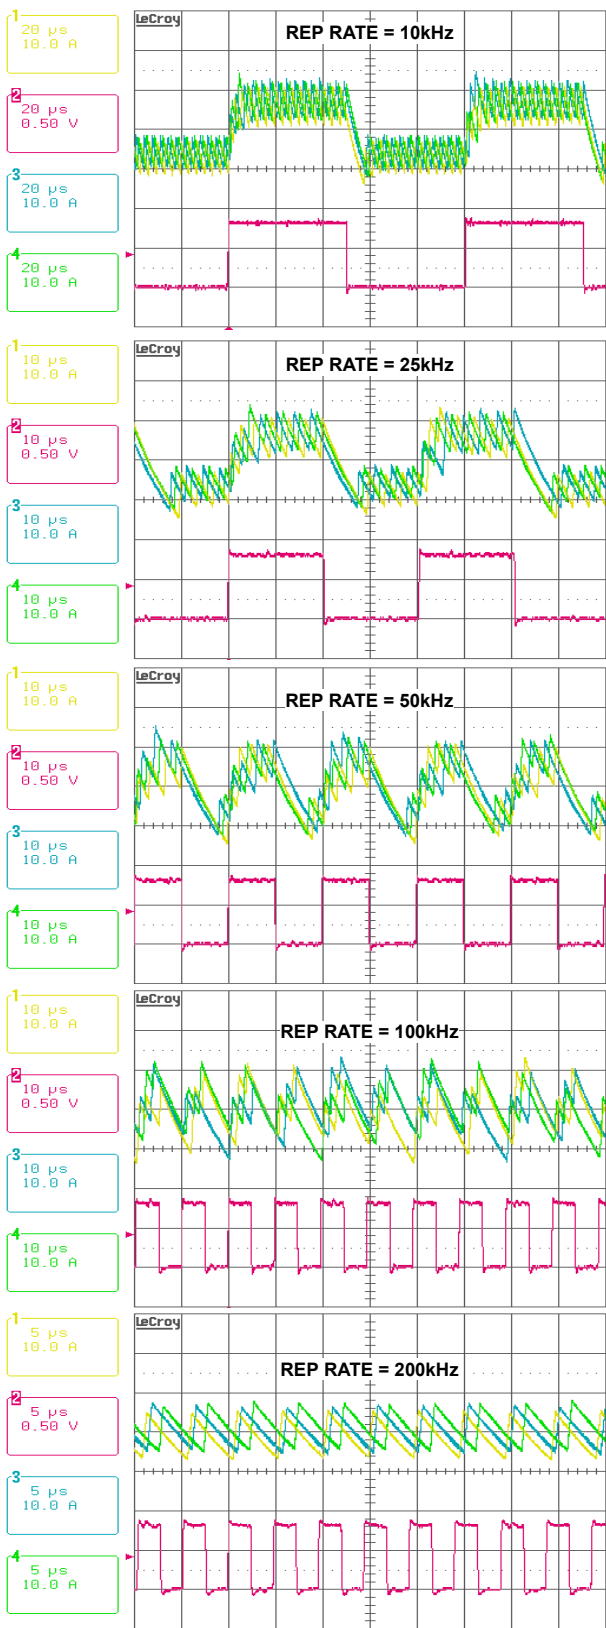 1
20 µs
10.0 A
2
20 µs
0.50 V
3
20 µs
10.0 A
4
20 µs
10.0 A
LeCroy
REP RATE = 10kHz
1
10 µs
10.0 A
2
10 µs
0.50 V
3
10 µs
10.0 A
4
10 µs
10.0 A
LeCroy
REP RATE = 25kHz
1
10 µs
10.0 A
2
10 µs
0.50 V
3
10 µs
10.0 A
4
10 µs
10.0 A
LeCroy
REP RATE = 50kHz
1
10 µs
10.0 A
2
10 µs
0.50 V
3
10 µs
10.0 A
4
10 µs
10.0 A
LeCroy
REP RATE = 100kHz
1
5 µs
10.0 A
2
5 µs
0.50 V
3
5 µs
10.0 A
4
5 µs
10.0 A
LeCroy
REP RATE = 200kHz